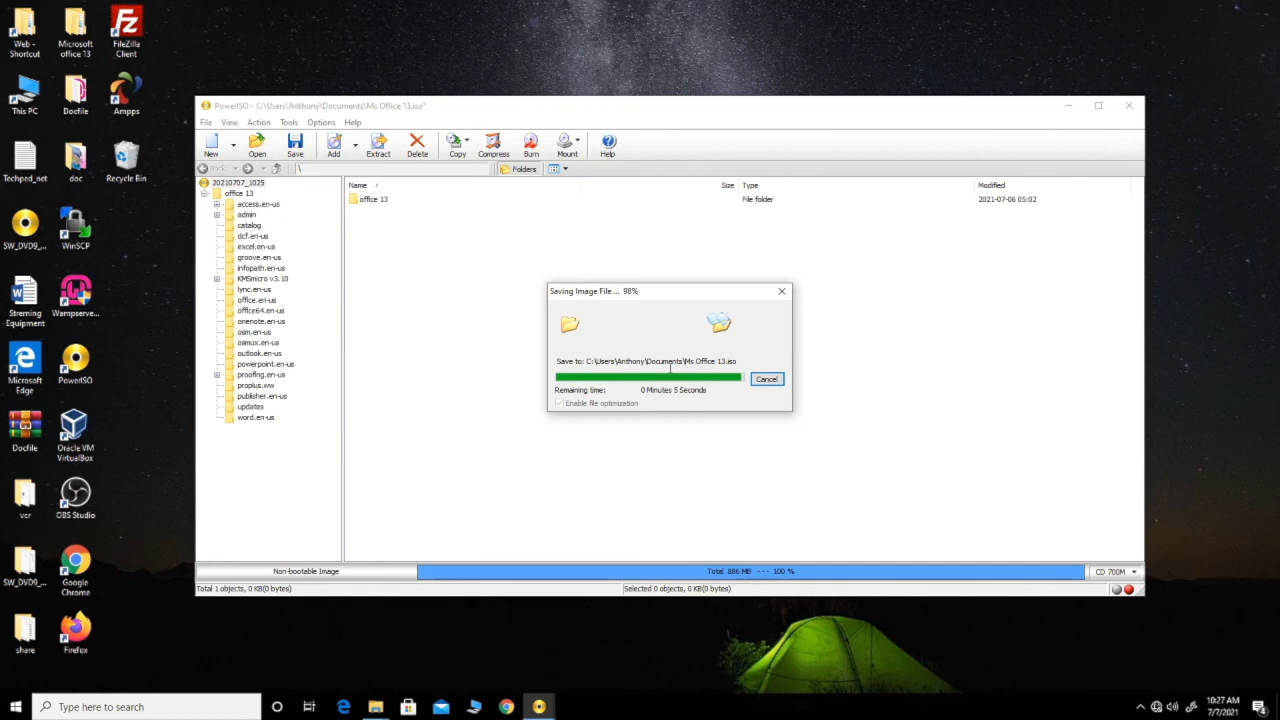 Web -
Shortcut
Microsoft
office 13
FileZilla
Client
This PC
Docfile
Ampps
Techped_net
doc
Recycle Bin
SW_DVD9_...
WinSCP
Streming
Equipment
Wampserve...
Microsoft
Edge
PowerISO
Docfile
Oracle VM
VirtualBox
vcr
OBS Studio
SW_DVD9_...
Google
Chrome
share
Firefox
PowerISO - C:\Users\Anthony\Documents\Ms Office 13.iso*
File View Action Tools Options Help
New Open Save Add Extract Delete Copy Compress Burn Mount Help
Back \ Folders
20210707_1025
office 13
access.en-us
admin
catalog
dcf.en-us
excel.en-us
groove.en-us
infopath.en-us
KMSmicro v3.10
lync.en-us
office.en-us
office64.en-us
onenote.en-us
osm.en-us
osmux.en-us
outlook.en-us
powerpoint.en-us
proofing.en-us
proplus.ww
publisher.en-us
updates
word.en-us
Name / Size Type Modified
office 13 File folder 2021-07-06 05:02
Saving Image File ... 98%
Save to: C:\Users\Anthony\Documents\Ms Office 13.iso
Cancel
Remaining time: 0 Minutes 5 Seconds
Enable file optimization
Non-bootable Image Total 886 MB --- 100 % CD 700M
Total 1 objects, 0 KB(0 bytes) Selected 0 objects, 0 KB(0 bytes)
Type here to search
10:27 AM
7/7/2021
4